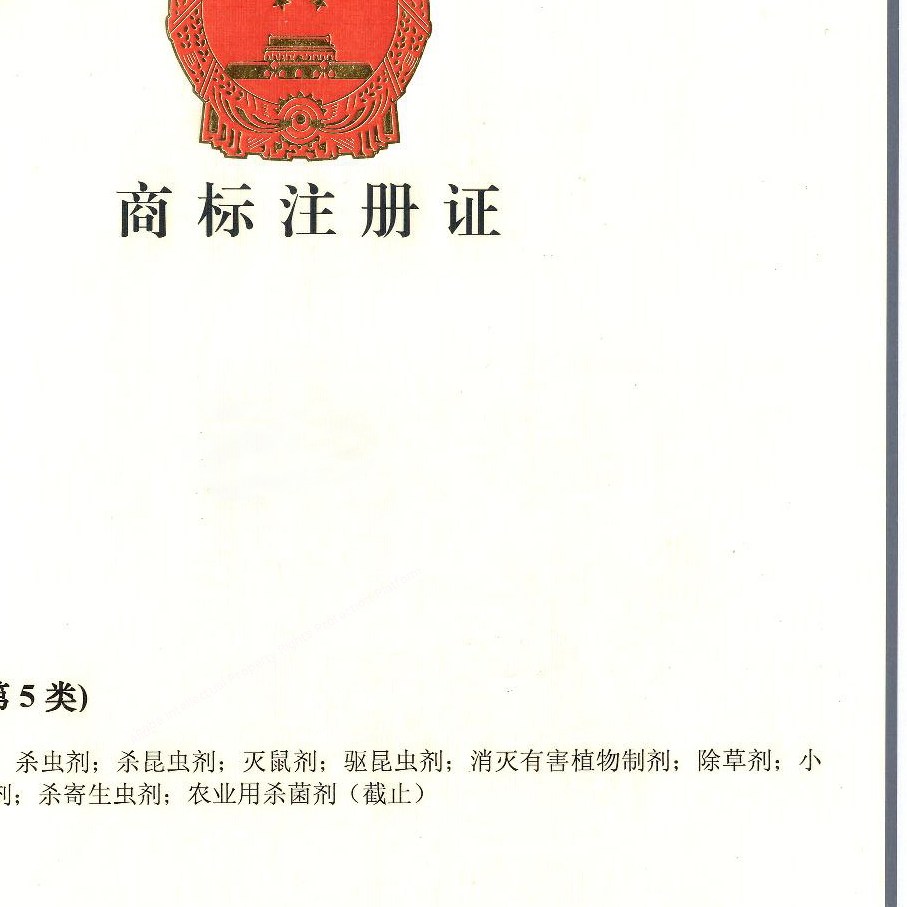 商标注册证
第 5 类)
杀虫剂；杀昆虫剂；灭鼠剂；驱昆虫剂；消灭有害植物制剂；除草剂；小
剂；杀寄生虫剂；农业用杀菌剂（截止）